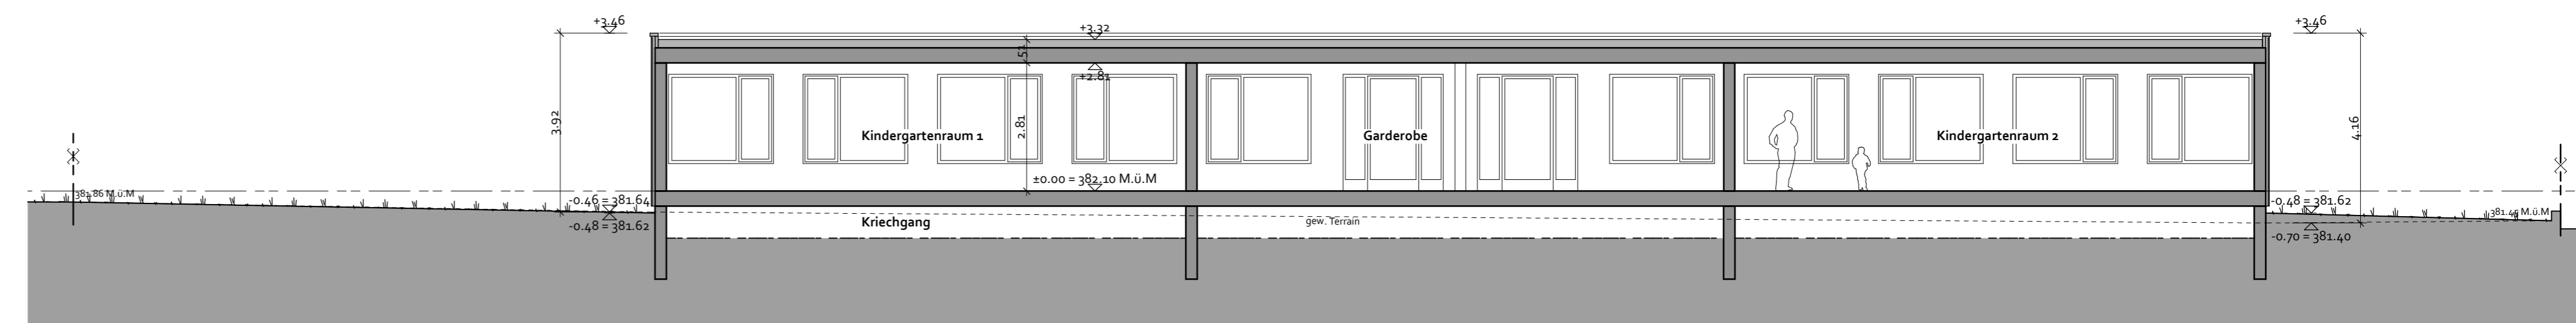 +3.46
+3.32
+3.46
51
+2.81
3.92
2.81
4.16
Kindergartenraum 1
Garderobe
Kindergartenraum 2
±0.00 = 382.10 M.ü.M
381.86 M.ü.M
-0.46 = 381.64
-0.48 = 381.62
-0.48 = 381.62
381.46 M.ü.M
Kriechgang
gew. Terrain
-0.70 = 381.40